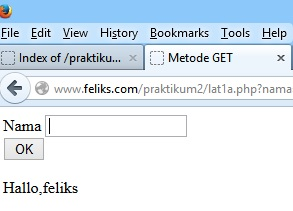 File Edit View History Bookmarks Tools Help
Index of /praktiku... × Metode GET ×
www.feliks.com/praktikum2/lat1a.php?nama
Nama
OK
Hallo,feliks